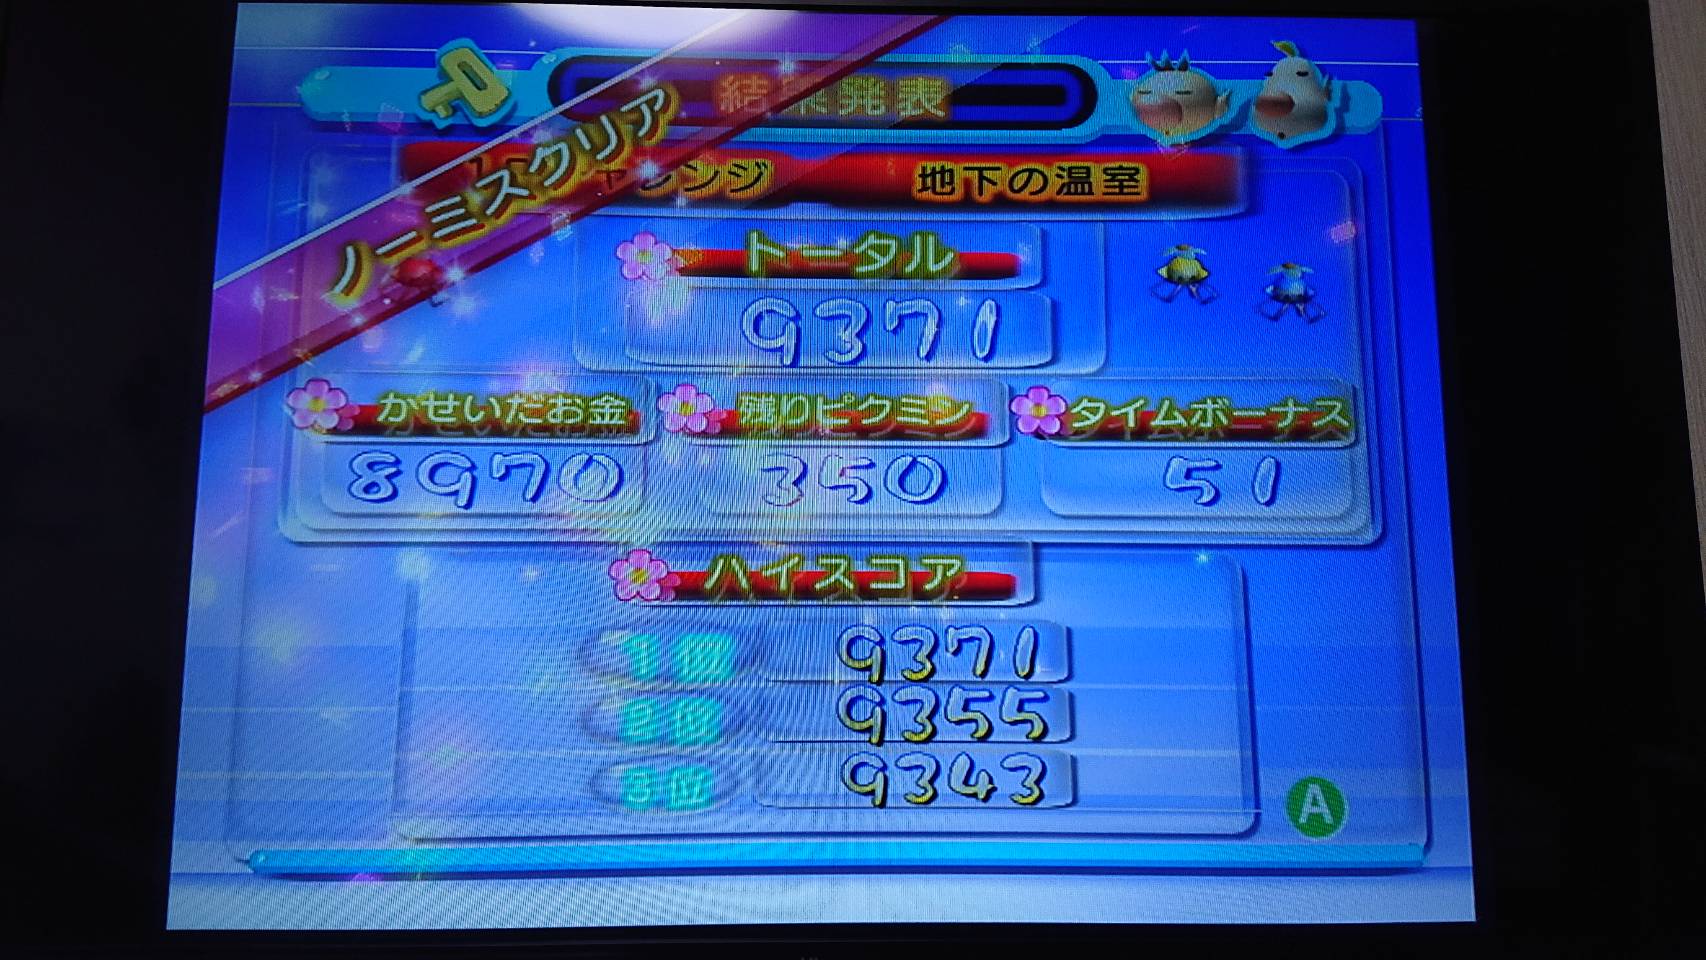 結果発表
ノーミスクリア
チャレンジ 地下の温室
トータル
9371
かせいだお金 残りピクミン タイムボーナス
8970 350 51
ハイスコア
1位 9371
2位 9355
3位 9343
A